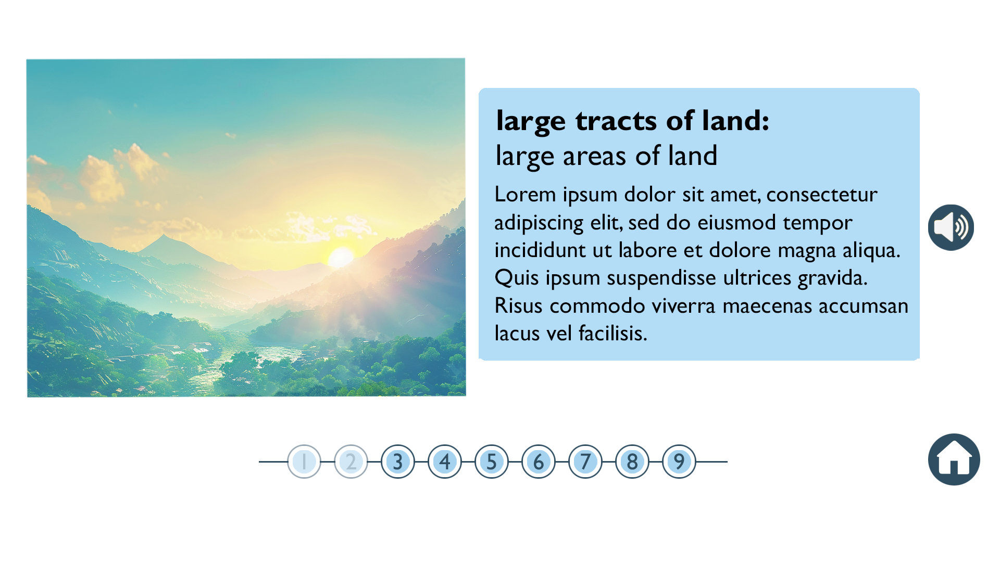 large tracts of land:
large areas of land
Lorem ipsum dolor sit amet, consectetur
adipiscing elit, sed do eiusmod tempor
incididunt ut labore et dolore magna aliqua.
Quis ipsum suspendisse ultrices gravida.
Risus commodo viverra maecenas accumsan
lacus vel facilisis.
1 2 3 4 5 6 7 8 9